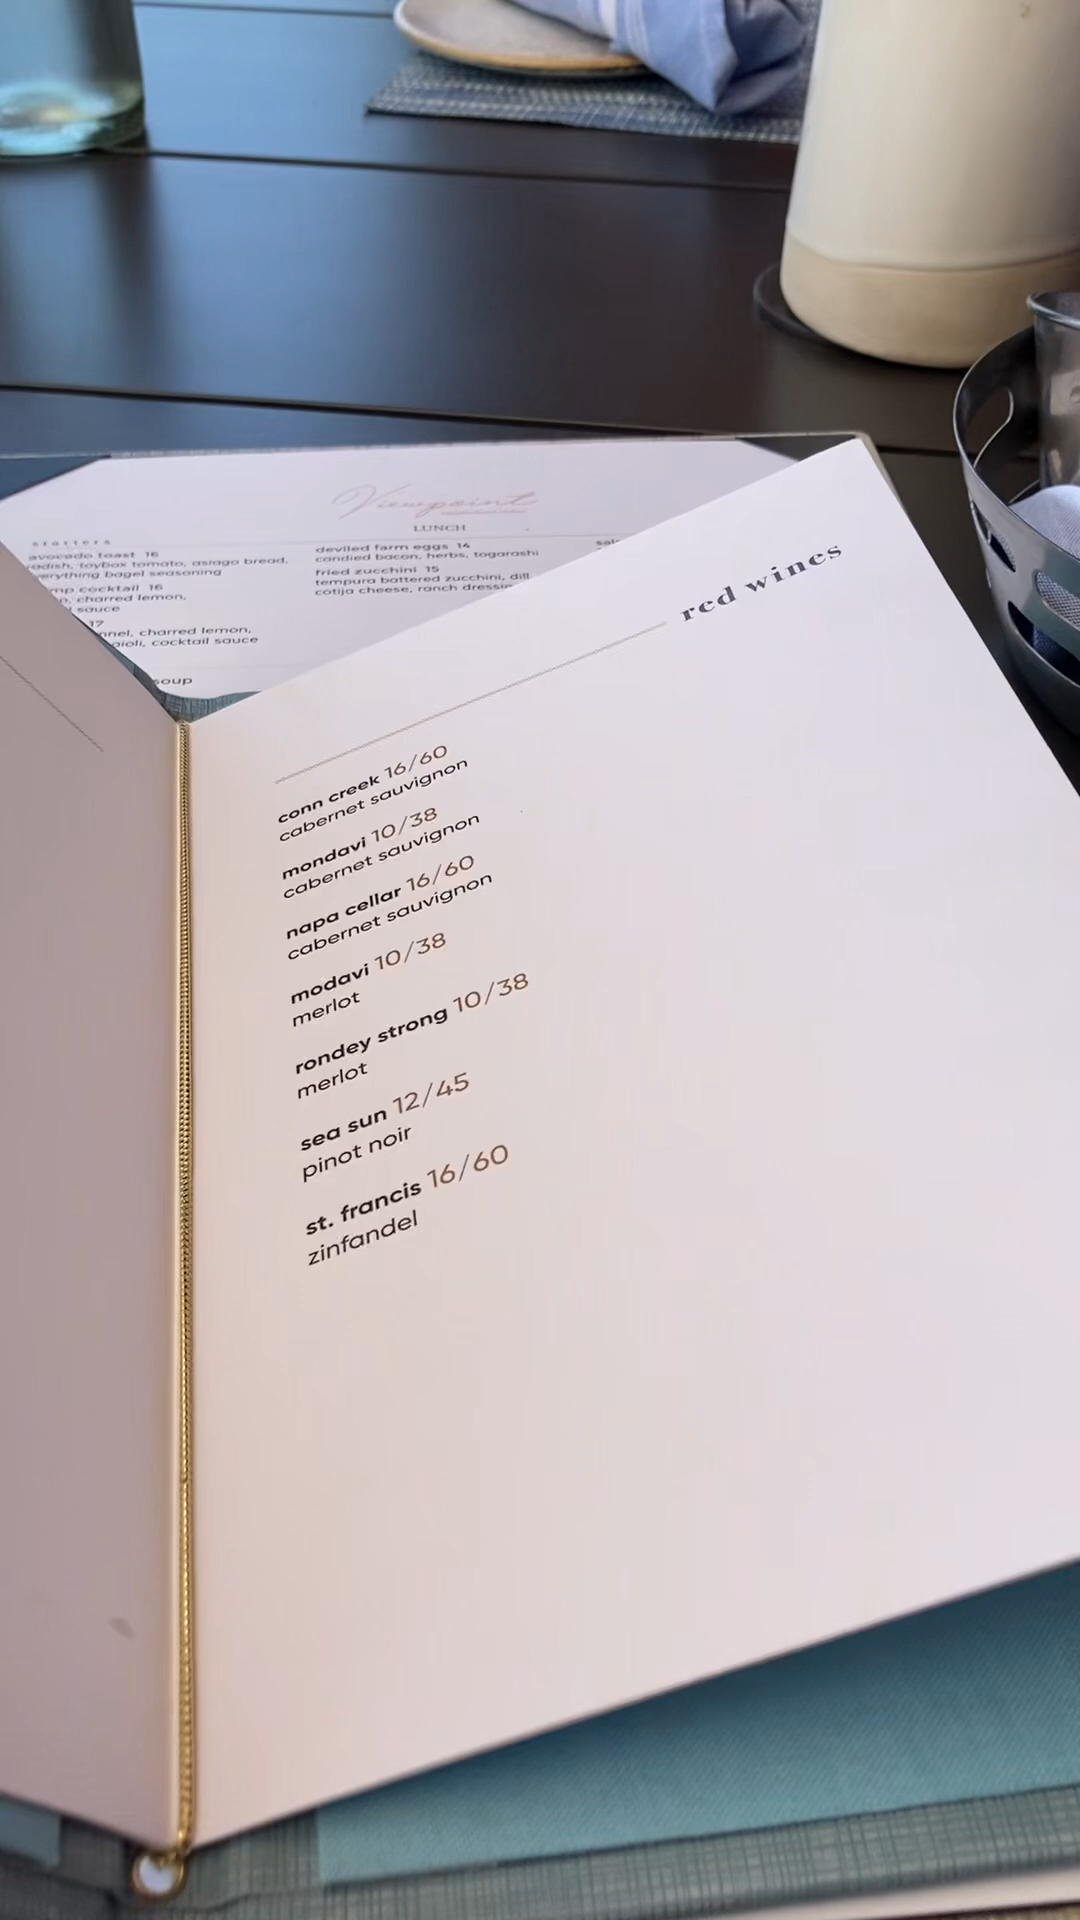 Viewpoint
LUNCH
starters
avocado toast 16
radish, toybox tomato, asiago bread,
everything bagel seasoning
cocktail 16
charred lemon,
sauce
17
charred lemon,
aioli, cocktail sauce
soup
deviled farm eggs 14
candied bacon, herbs, togarashi
fried zucchini 15
tempura battered zucchini, dill
cotija cheese, ranch
red wines
conn creek 16/60
cabernet sauvignon
mondavi 10/38
cabernet sauvignon
napa cellar 16/60
cabernet sauvignon
modavi 10/38
merlot
rondey strong 10/38
merlot
sea sun 12/45
pinot noir
st. francis 16/60
zinfandel